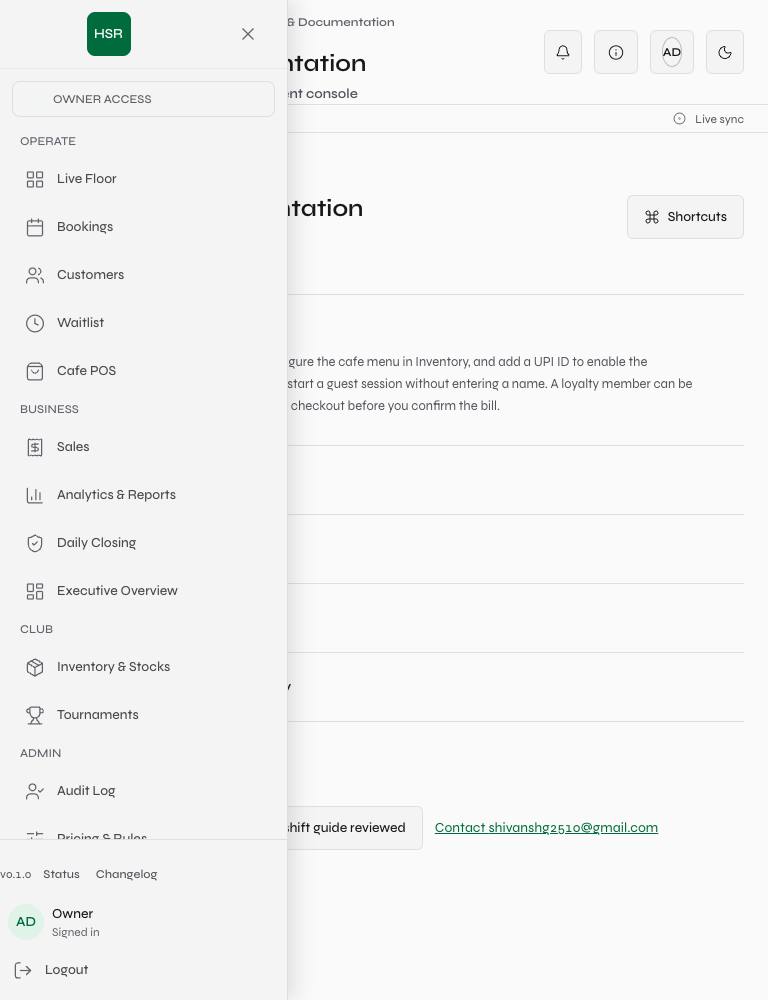 HSR
OWNER ACCESS
OPERATE
Live Floor
Bookings
Customers
Waitlist
Cafe POS
BUSINESS
Sales
Analytics & Reports
Daily Closing
Executive Overview
CLUB
Inventory & Stocks
Tournaments
ADMIN
Audit Log
Pricing & Rules
v0.1.0 Status Changelog
AD
Owner
Signed in
Logout
& Documentation
ntation
ent console
AD
Live sync
ntation
Shortcuts
gure the cafe menu in Inventory, and add a UPI ID to enable the
start a guest session without entering a name. A loyalty member can be
checkout before you confirm the bill.
y
shift guide reviewed
Contact shivanshg2510@gmail.com